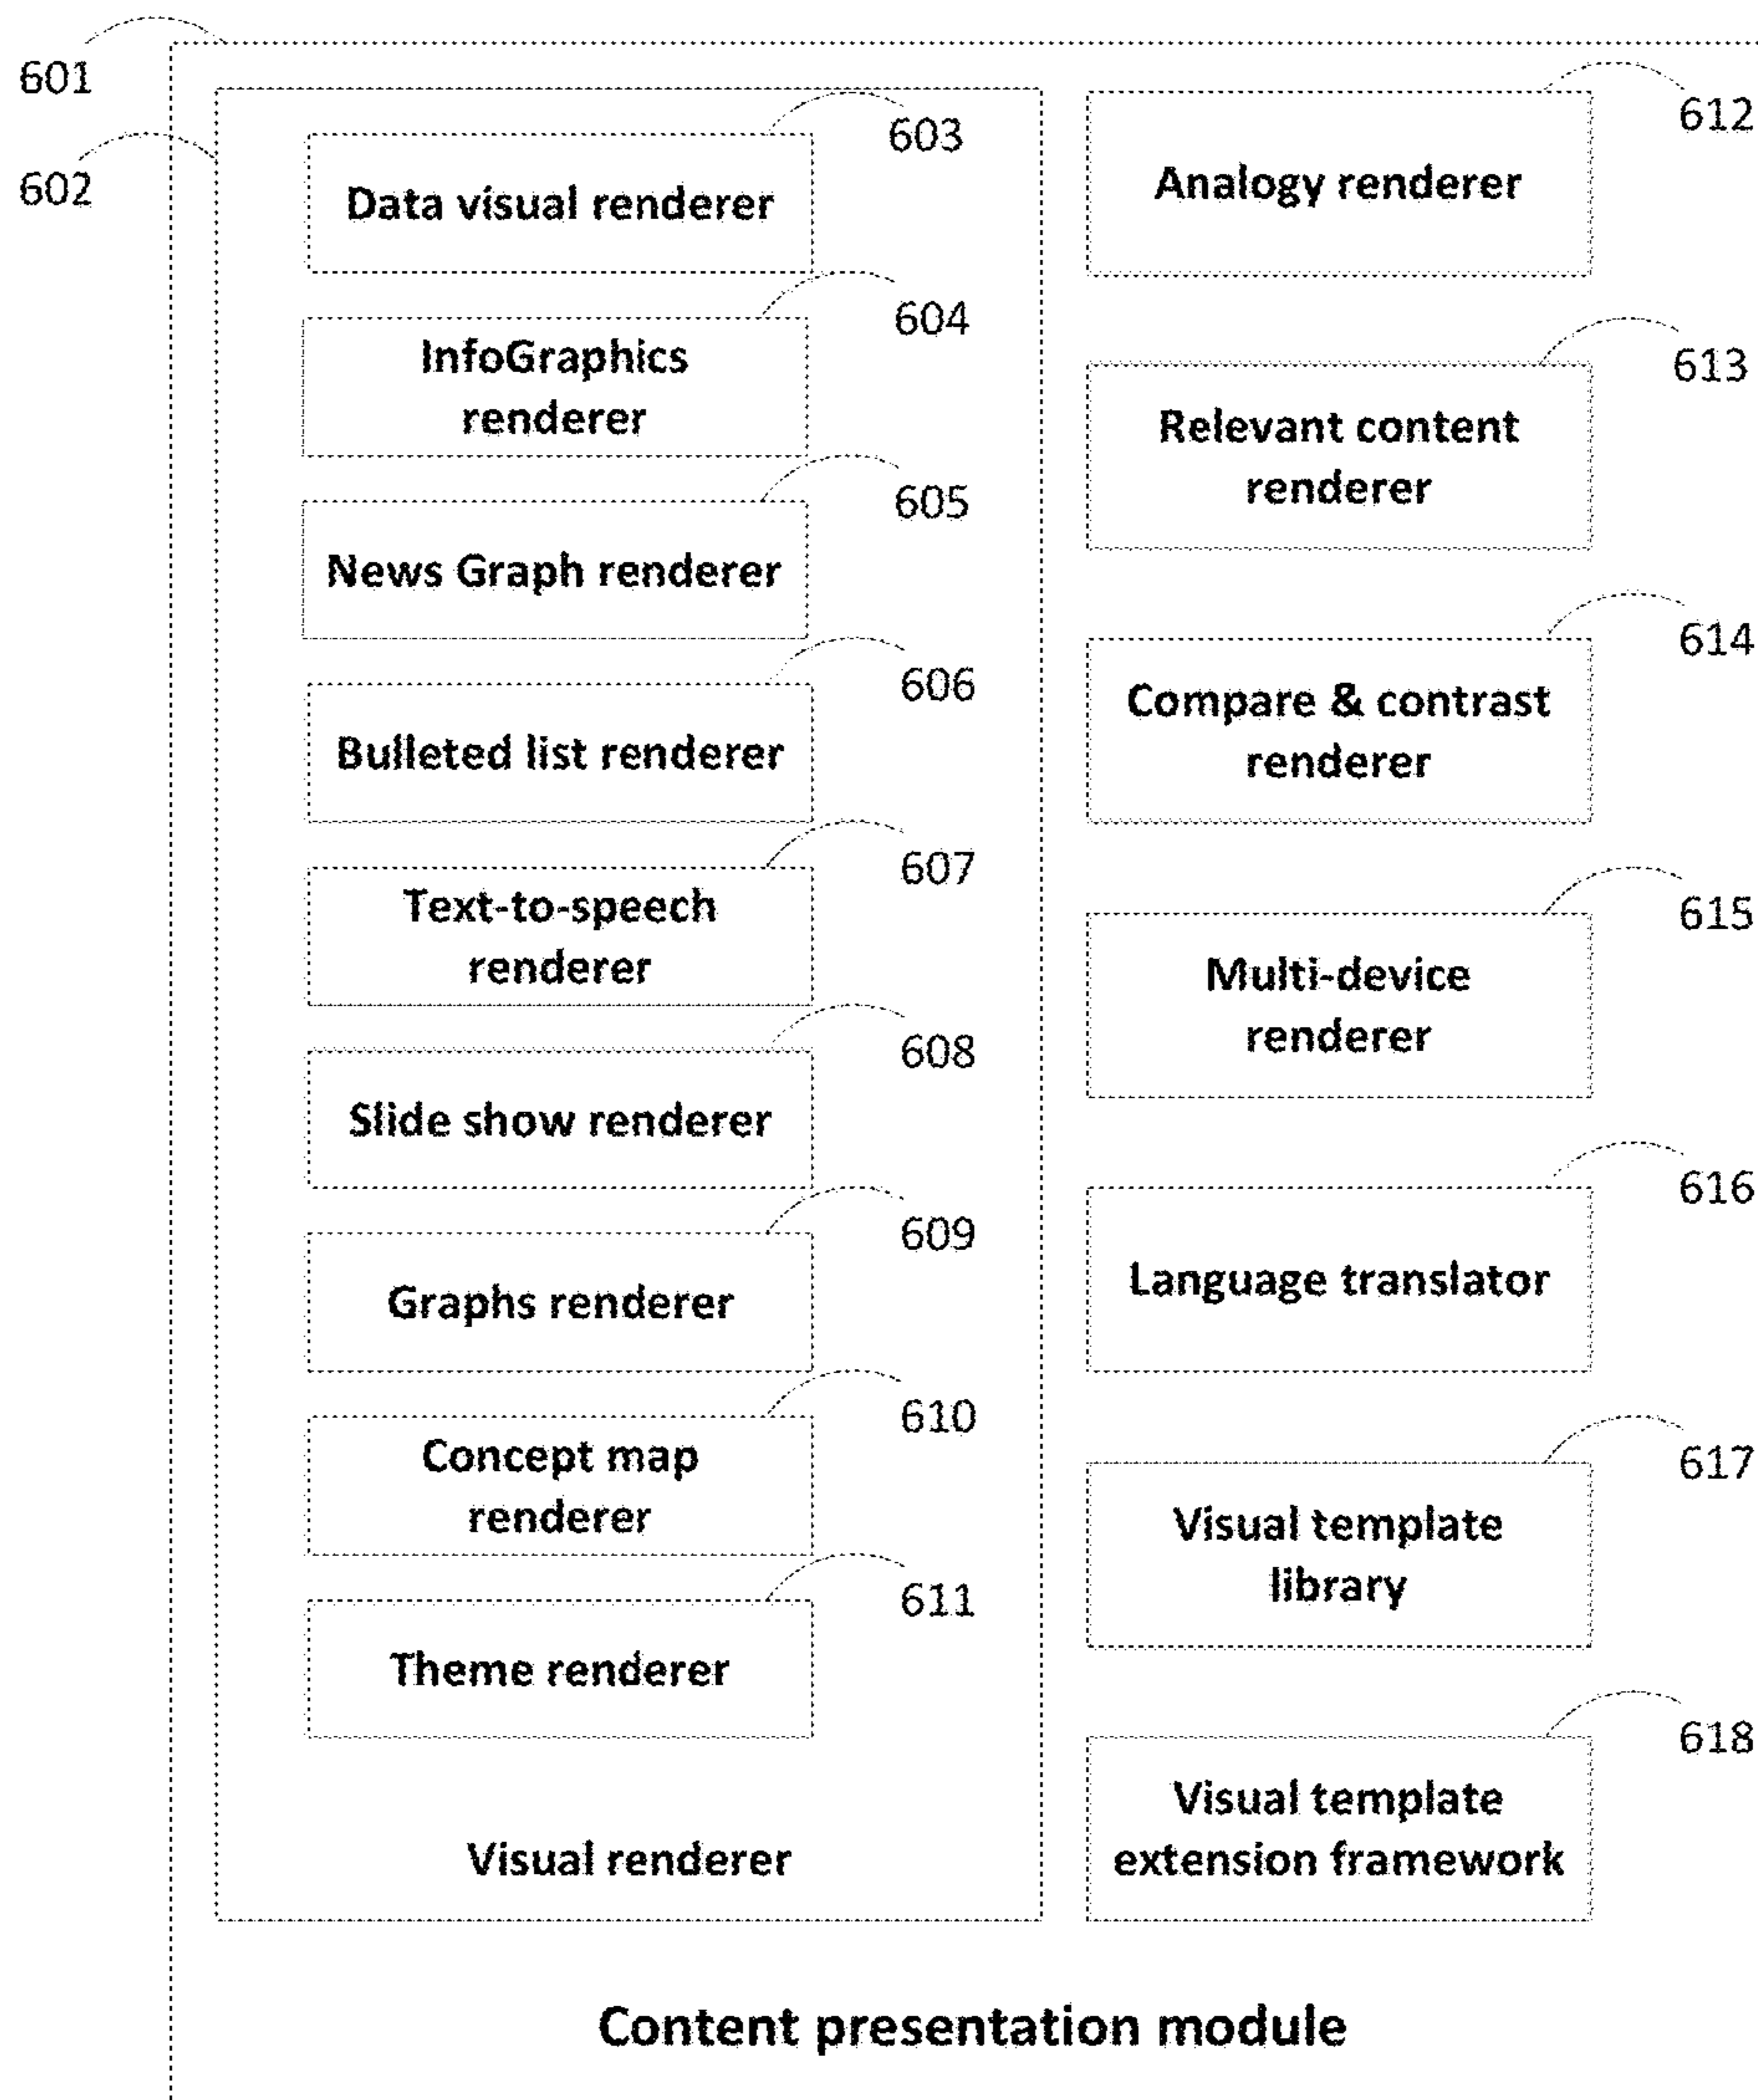 601
602
603
Data visual renderer
604
InfoGraphics
renderer
605
News Graph renderer
606
Bulleted list renderer
607
Text-to-speech
renderer
608
Slide show renderer
609
Graphs renderer
610
Concept map
renderer
611
Theme renderer
Visual renderer
612
Analogy renderer
613
Relevant content
renderer
614
Compare & contrast
renderer
615
Multi-device
renderer
616
Language translator
617
Visual template
library
618
Visual template
extension framework
Content presentation module